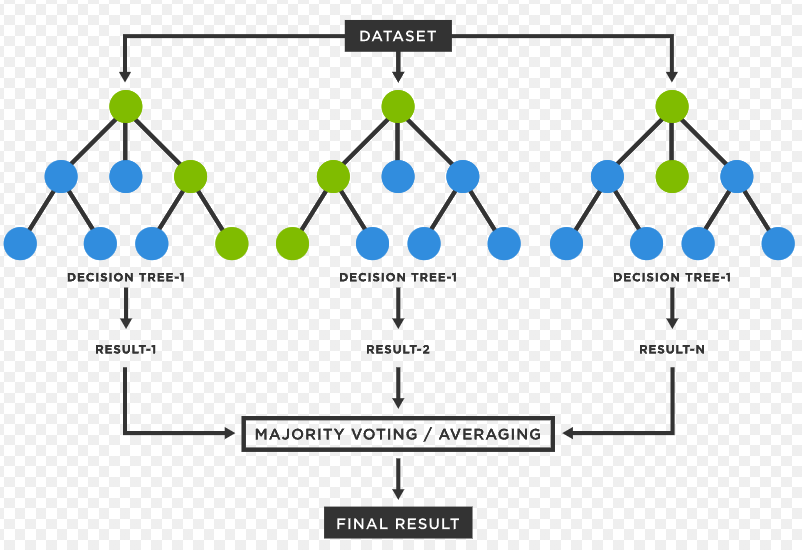 DATASET
DECISION TREE-1
DECISION TREE-1
DECISION TREE-1
RESULT-1
RESULT-2
RESULT-N
MAJORITY VOTING / AVERAGING
FINAL RESULT